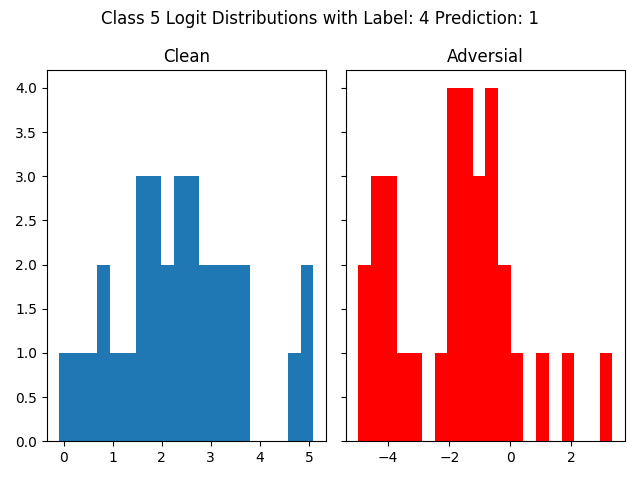 Class 5 Logit Distributions with Label: 4 Prediction: 1
Clean
Adversial
4.0
3.5
3.0
2.5
2.0
1.5
1.0
0.5
0.0
0 1 2 3 4 5
−4 −2 0 2